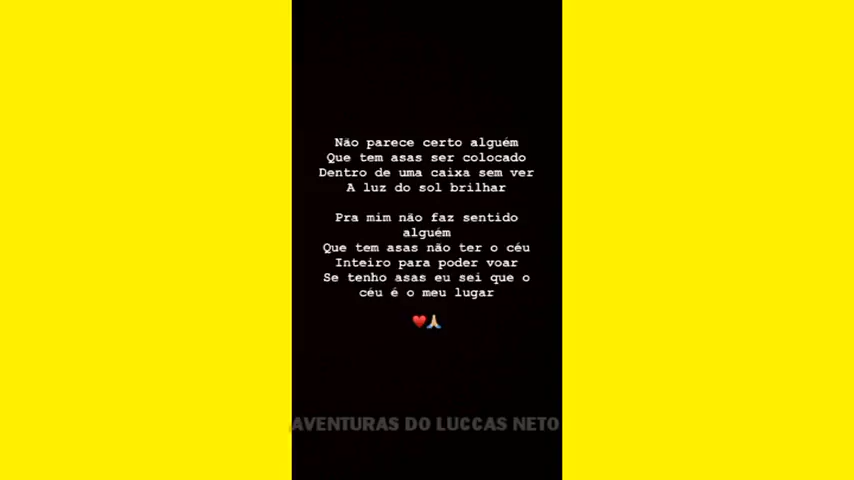 Não parece certo alguém
Que tem asas ser colocado
Dentro de uma caixa sem ver
A luz do sol brilhar
Pra mim não faz sentido
alguém
Que tem asas não ter o céu
Inteiro para poder voar
Se tenho asas eu sei que o
céu é o meu lugar
❤️🙏🏼
AVENTURAS DO LUCCAS NETO